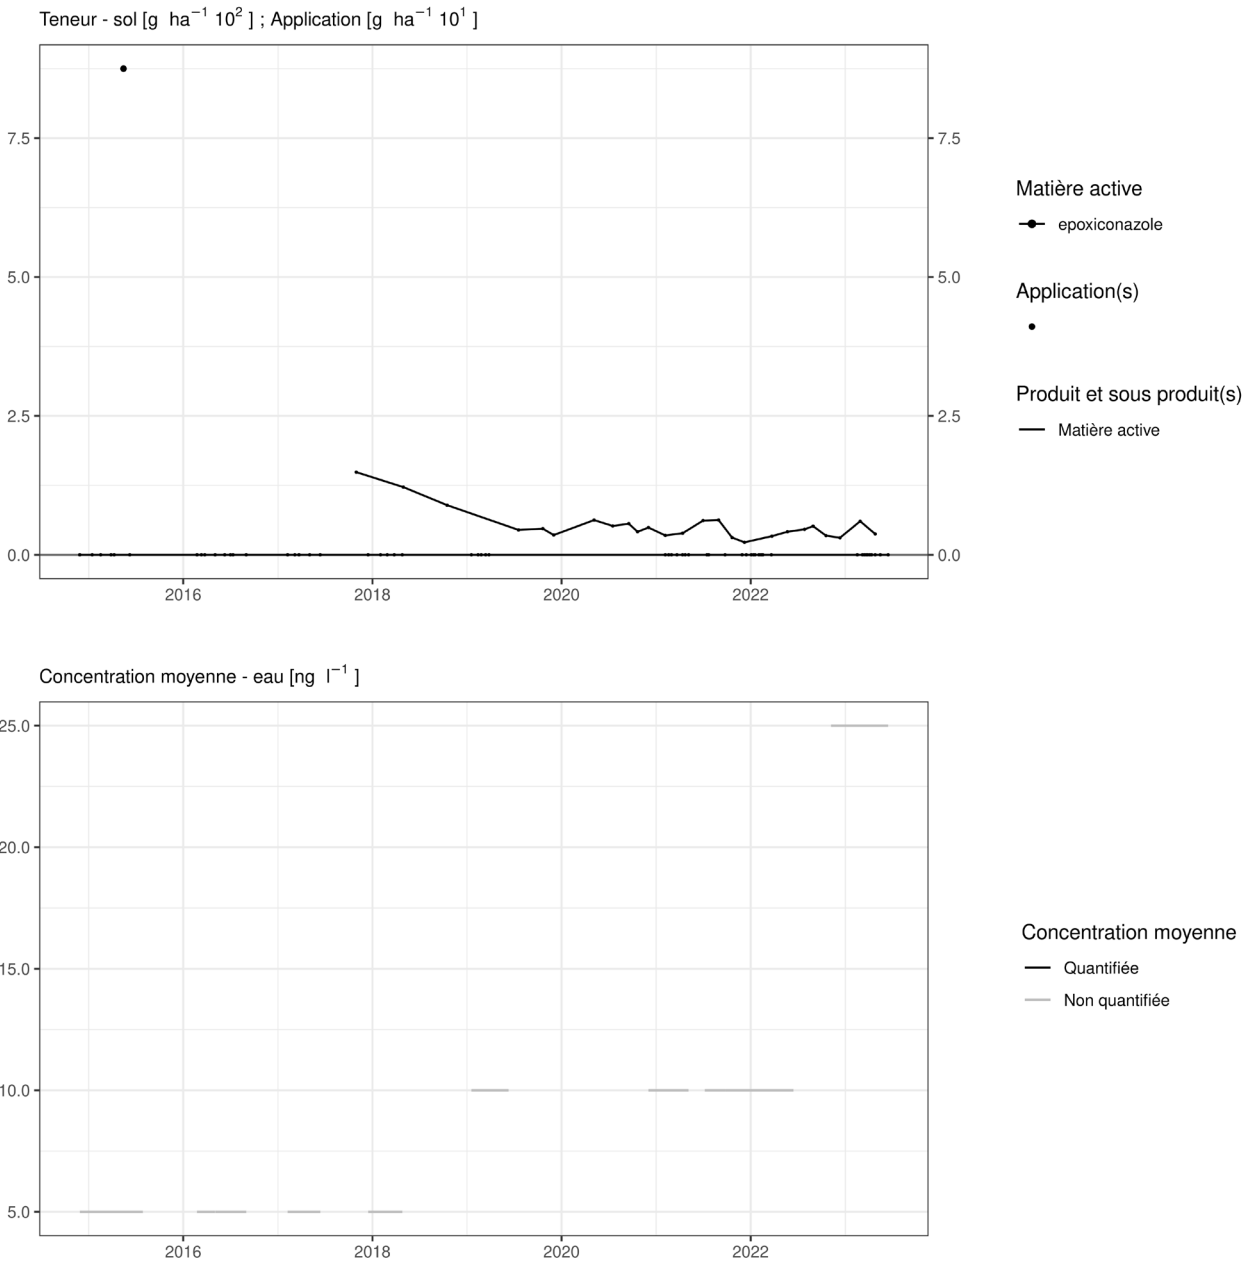 Teneur - sol [g ha⁻¹ 10² ] ; Application [g ha⁻¹ 10¹ ]
7.5
5.0
2.5
0.0
7.5
5.0
2.5
0.0
2016 2018 2020 2022
Matière active
epoxiconazole
Application(s)
Produit et sous produit(s)
Matière active
Concentration moyenne - eau [ng l⁻¹ ]
25.0
20.0
15.0
10.0
5.0
2016 2018 2020 2022
Concentration moyenne
Quantifiée
Non quantifiée